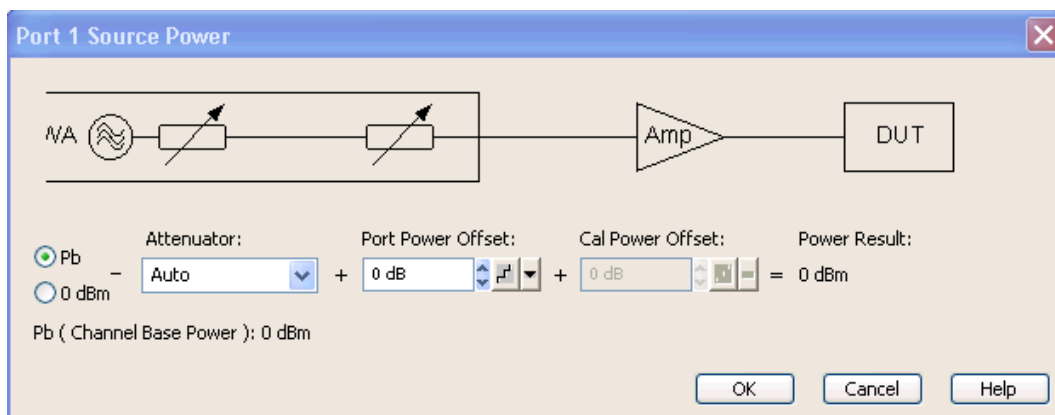 Port 1 Source Power
WA Amp DUT
Attenuator: Port Power Offset: Cal Power Offset: Power Result:
Pb
0 dBm
– Auto + 0 dB + 0 dB = 0 dBm
Pb ( Channel Base Power ): 0 dBm
OK Cancel Help